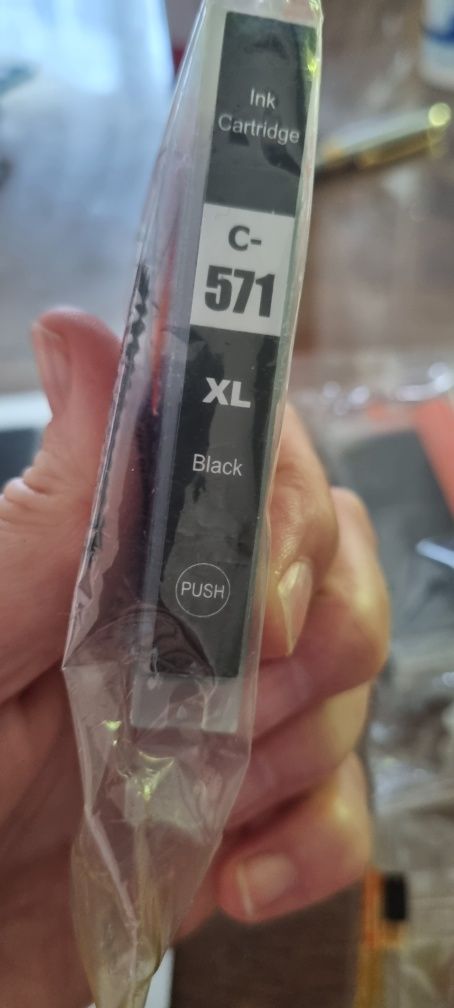 Ink
Cartridge
C-
571
XL
Black
PUSH